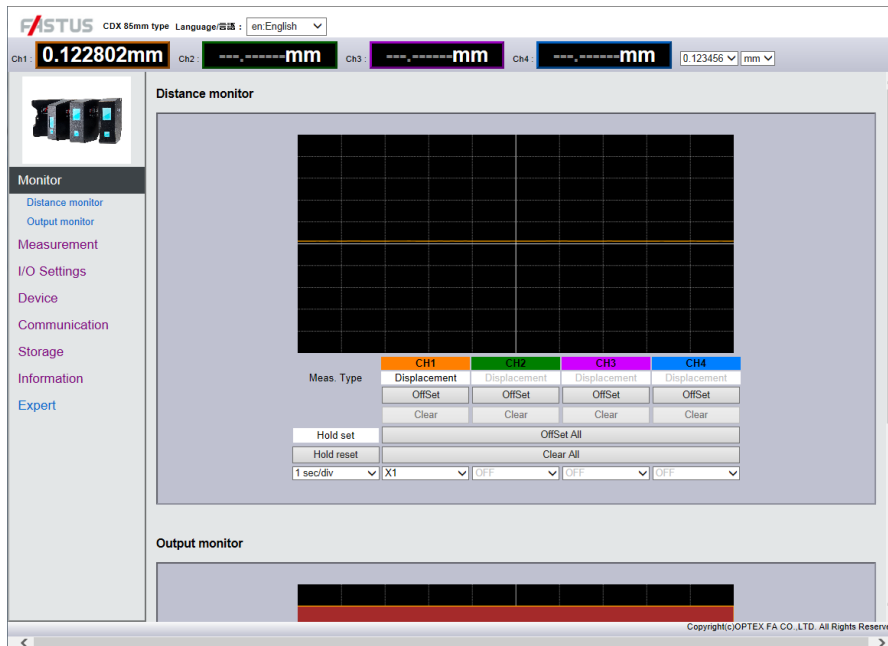 FASTUS CDX 85mm type Language/言語 : en:English
Ch1 : 0.122802mm Ch2 : ---.------mm Ch3 : ---.------mm Ch4 : ---.------mm 0.123456 mm
Distance monitor
Monitor
Distance monitor
Output monitor
Measurement
I/O Settings
Device
Communication
Storage
Information
Expert
CH1 CH2 CH3 CH4
Meas. Type Displacement Displacement Displacement Displacement
OffSet OffSet OffSet OffSet
Clear Clear Clear Clear
Hold set OffSet All
Hold reset Clear All
1 sec/div X1 OFF OFF OFF
Output monitor
Copyright(c)OPTEX FA CO.,LTD. All Rights Reserve